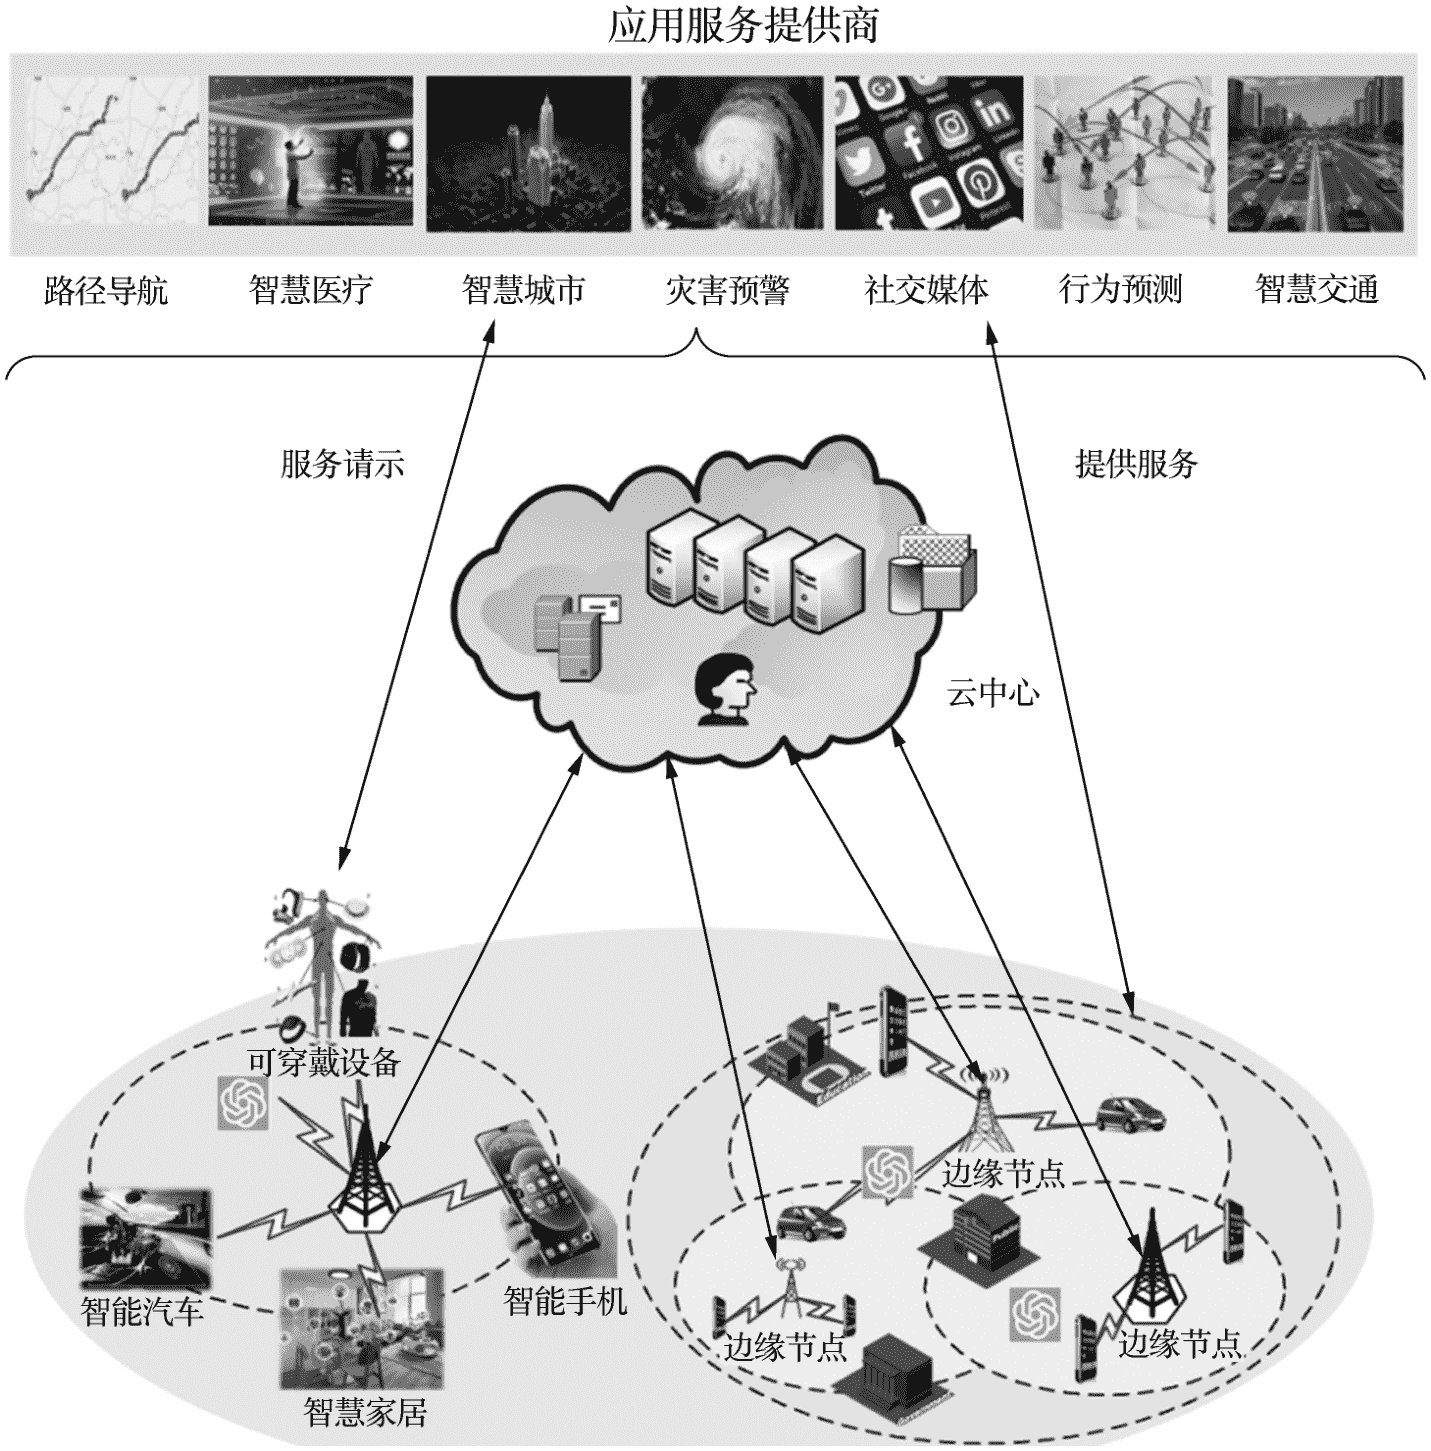 应用服务提供商
路径导航
智慧医疗
智慧城市
灾害预警
社交媒体
行为预测
智慧交通
服务请示
提供服务
云中心
可穿戴设备
Education
边缘节点
智能汽车
智能手机
智慧家居
边缘节点
边缘节点